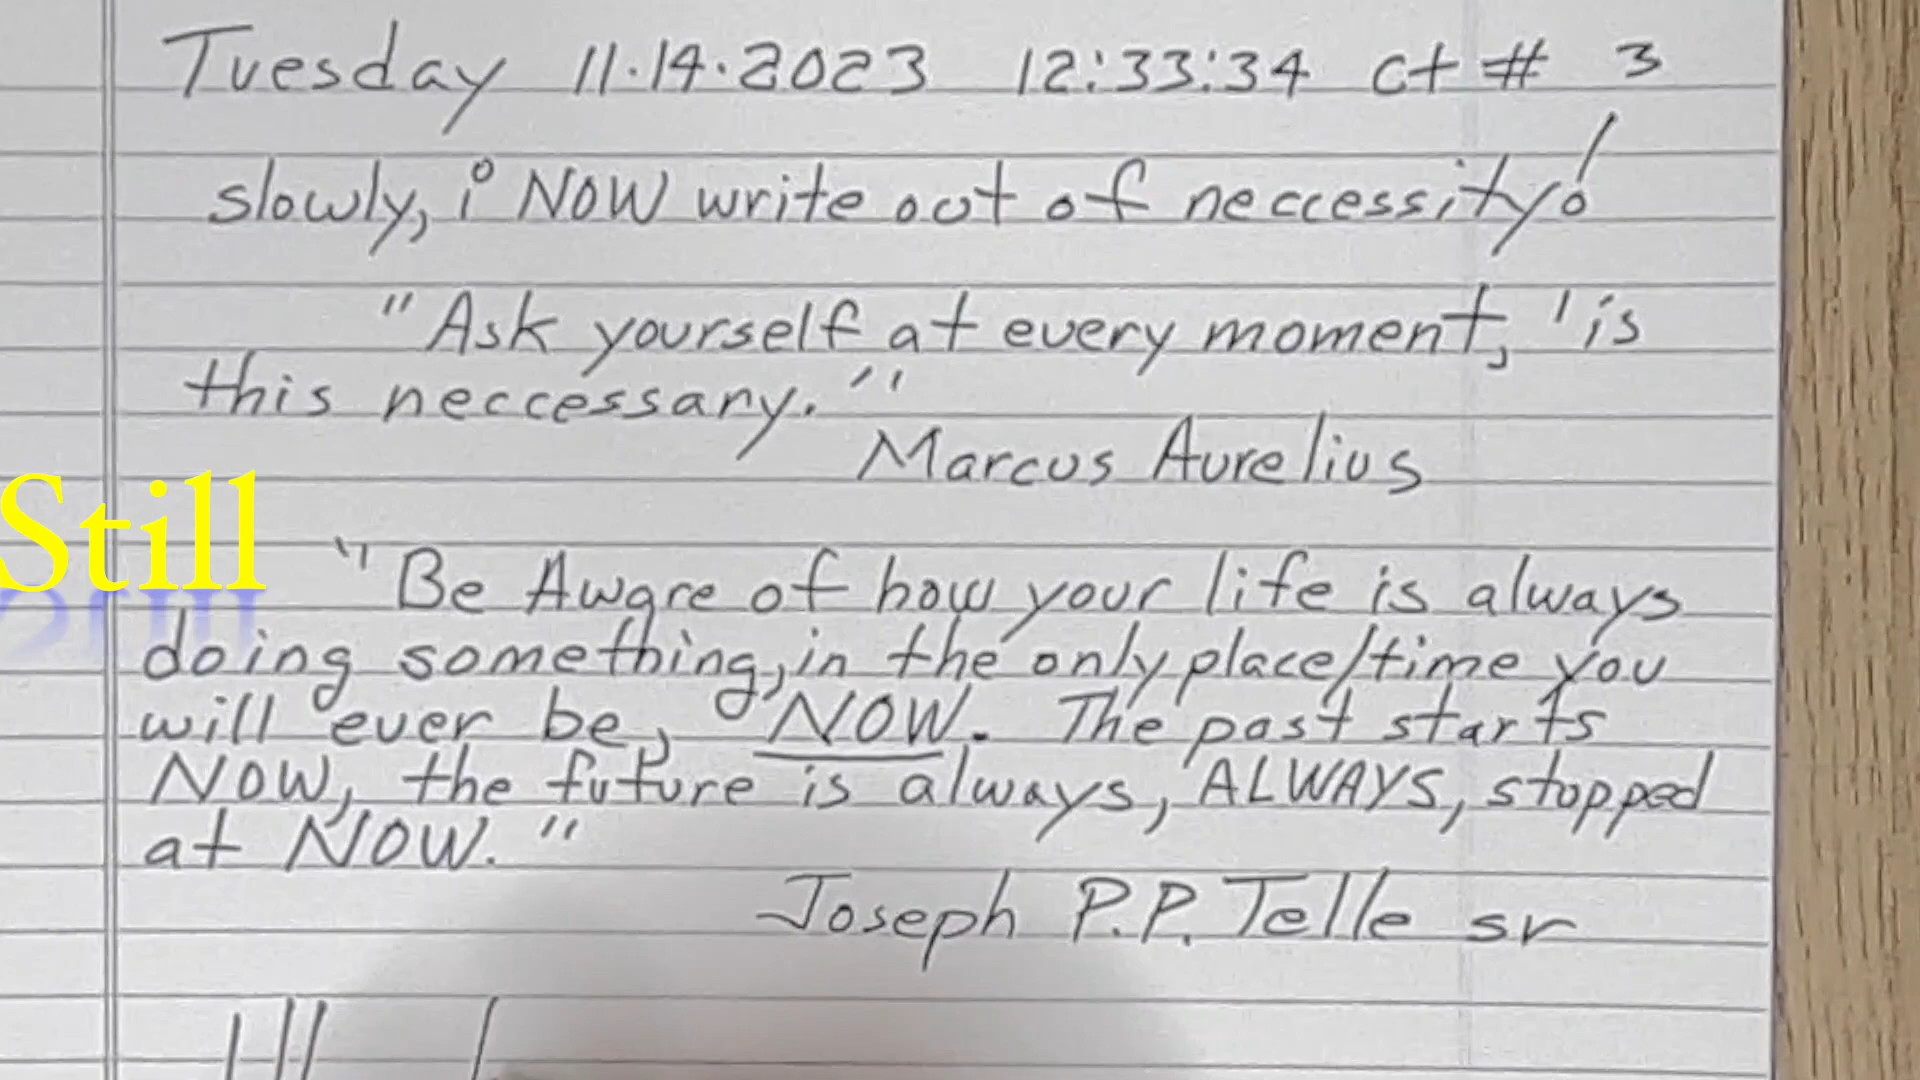 Tuesday 11.14.2023 12:33:34 ct # 3
slowly, i NOW write out of neccessity!
"Ask yourself at every moment, 'is
this neccessary.'"
Marcus Aurelius
Still
"Be Aware of how your life is always
doing something, in the only place/time you
will ever be, NOW. The past starts
NOW, the future is always, ALWAYS, stopped
at NOW."
Joseph P.P. Telle sr